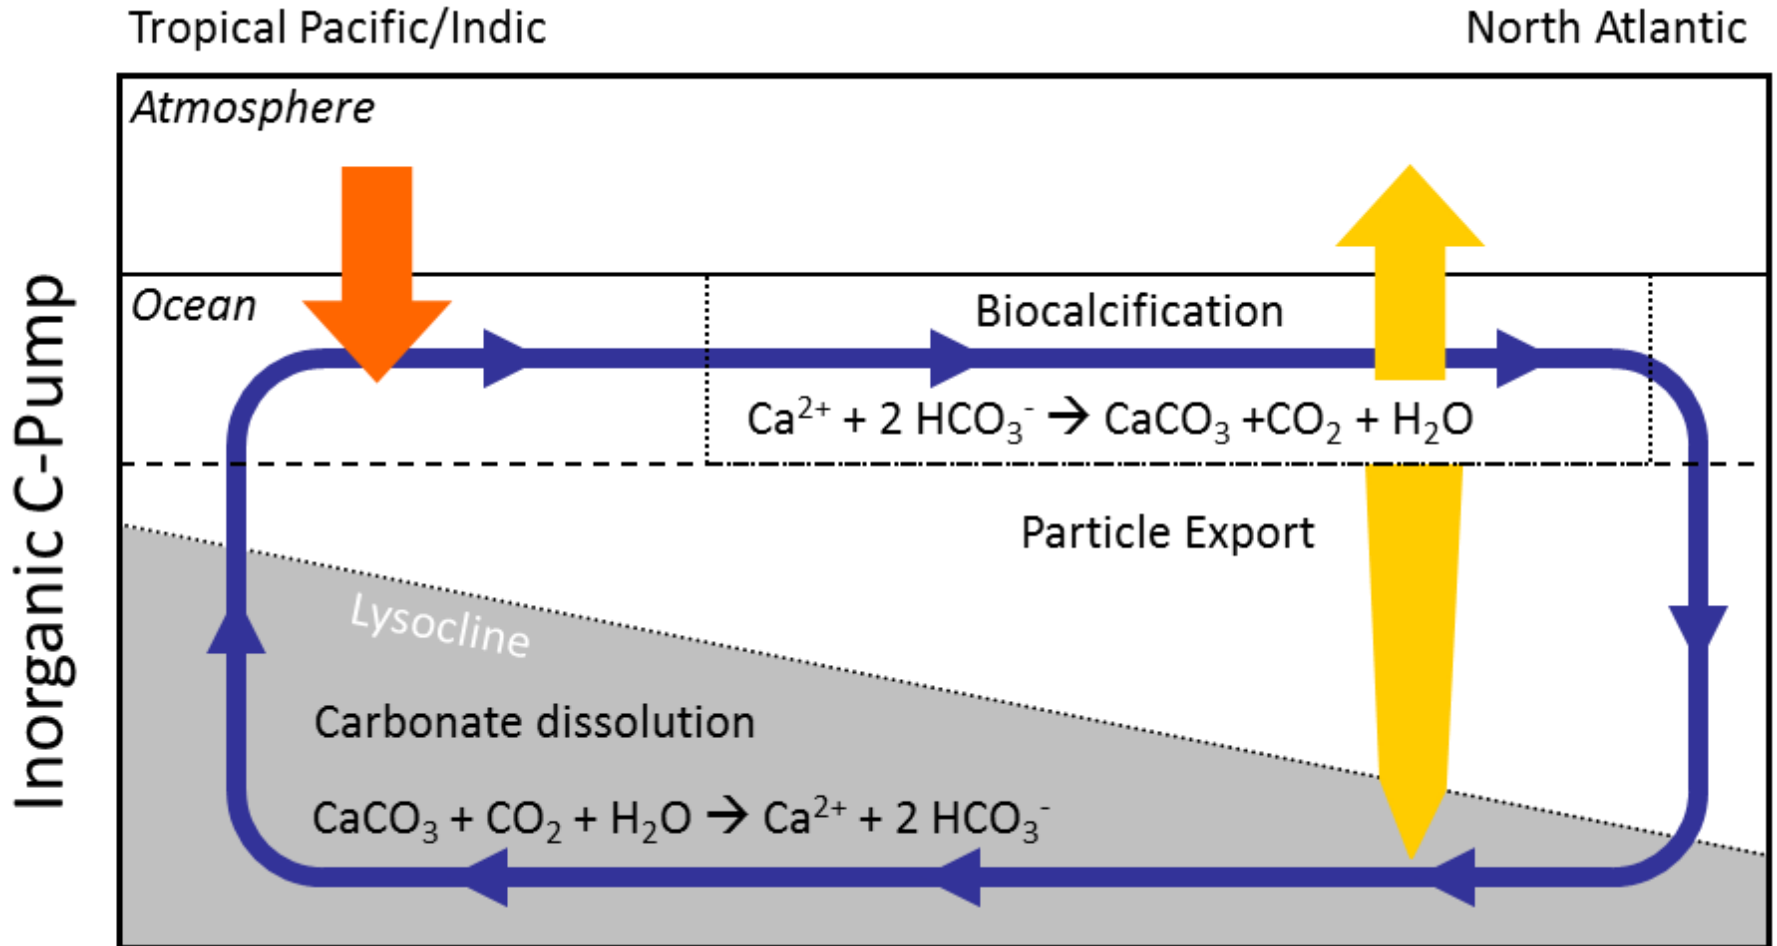 Tropical Pacific/Indic
North Atlantic
Atmosphere
Inorganic C-Pump
Ocean
Biocalcification
Ca²⁺ + 2 HCO₃⁻ → CaCO₃ +CO₂ + H₂O
Particle Export
Lysocline
Carbonate dissolution
CaCO₃ + CO₂ + H₂O → Ca²⁺ + 2 HCO₃⁻